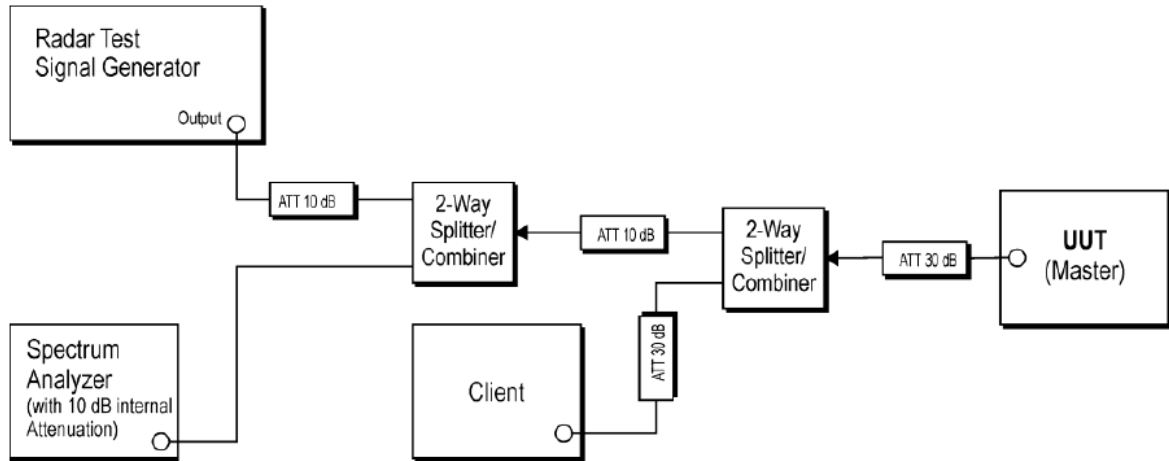 Radar Test
Signal Generator
Output
ATT 10 dB
2-Way
Splitter/
Combiner
ATT 10 dB
2-Way
Splitter/
Combiner
ATT 30 dB
UUT
(Master)
Spectrum
Analyzer
(with 10 dB internal
Attenuation)
Client
ATT 30 dB